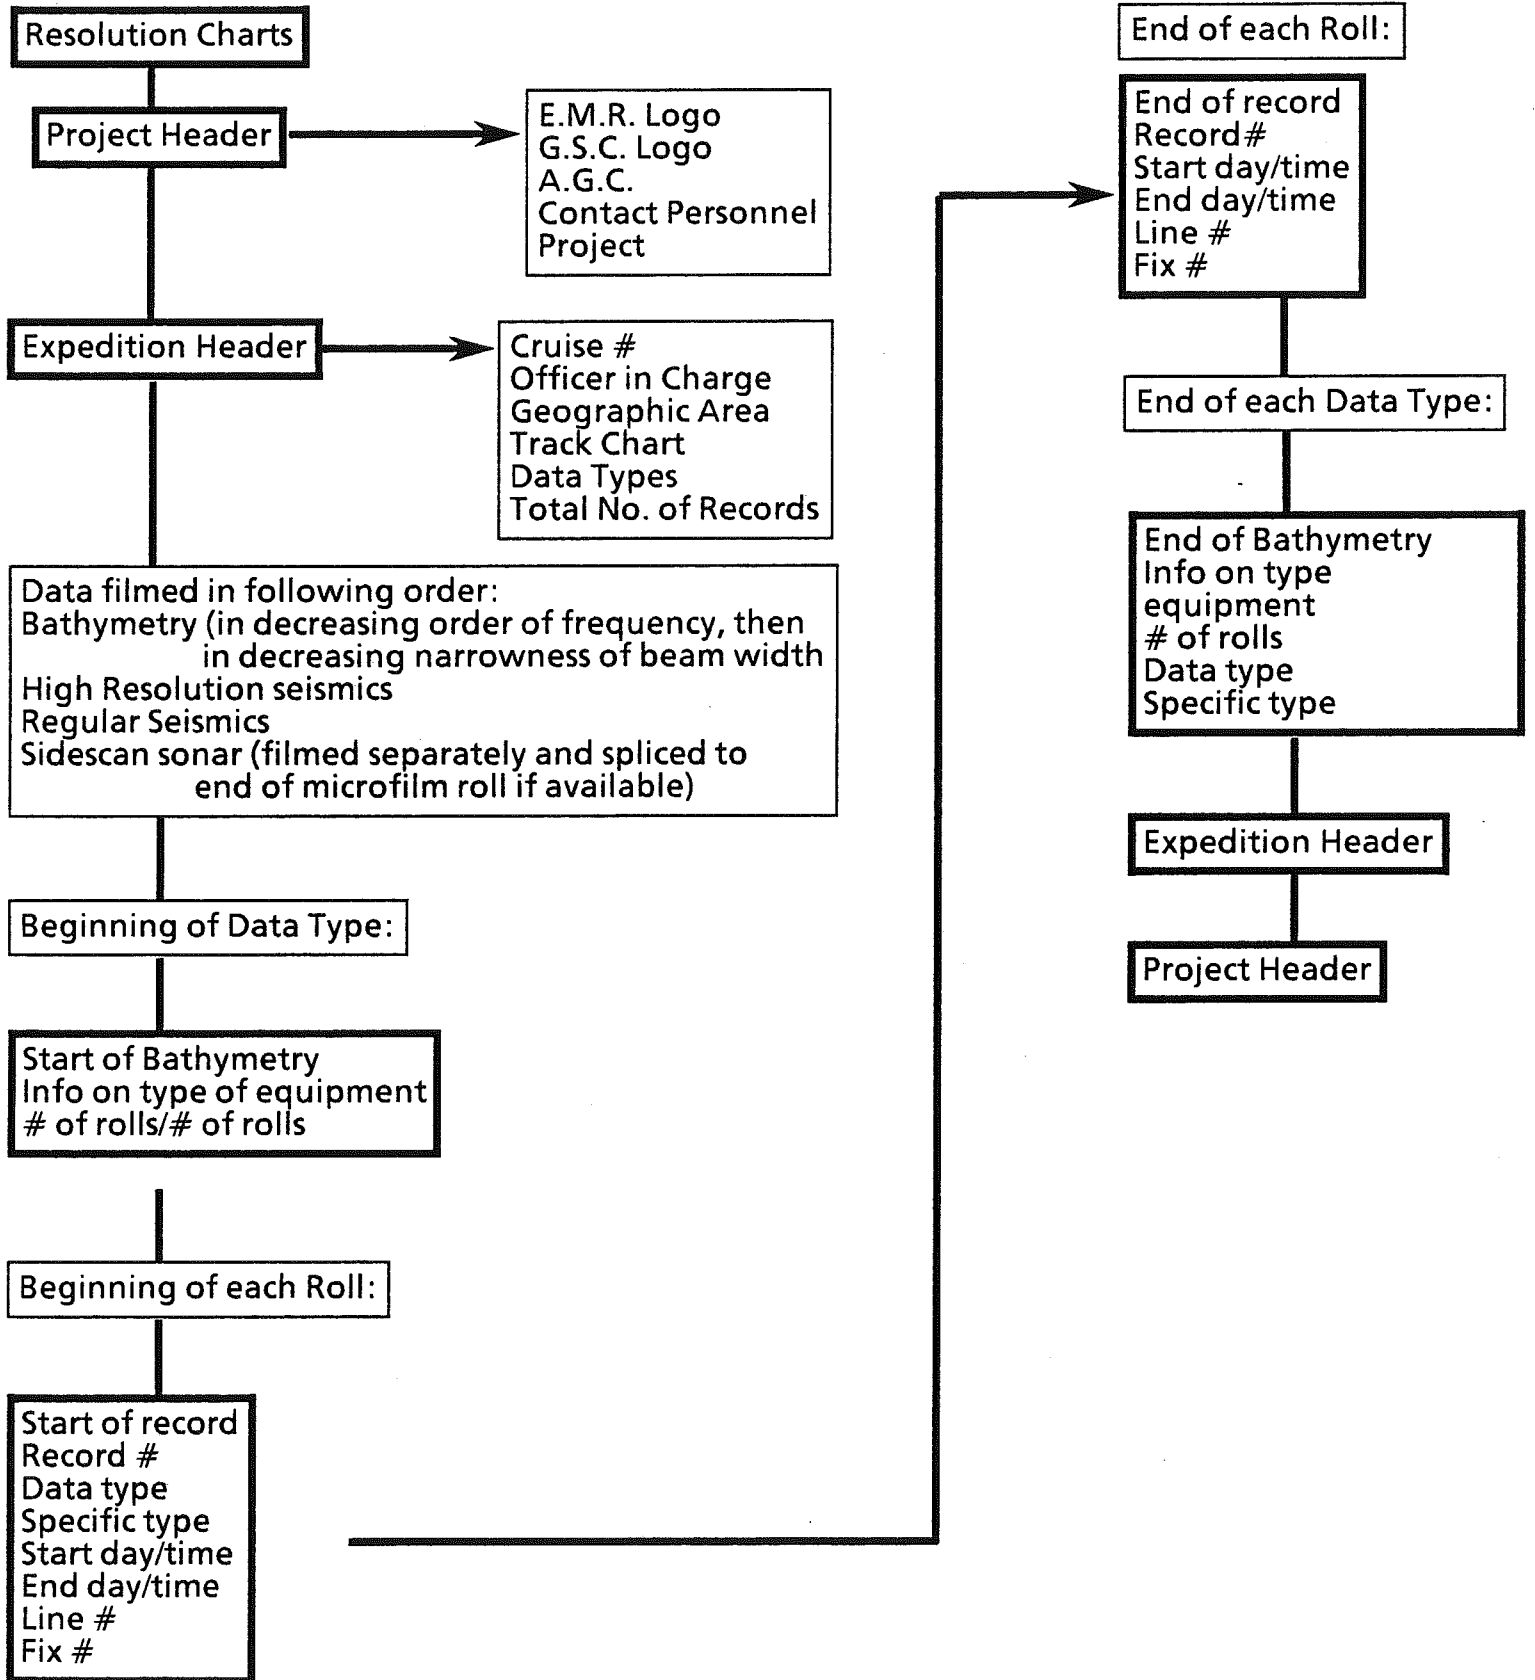 Resolution Charts
Project Header
E.M.R. Logo
G.S.C. Logo
A.G.C.
Contact Personnel
Project
Expedition Header
Cruise #
Officer in Charge
Geographic Area
Track Chart
Data Types
Total No. of Records
Data filmed in following order:
Bathymetry (in decreasing order of frequency, then
in decreasing narrowness of beam width
High Resolution seismics
Regular Seismics
Sidescan sonar (filmed separately and spliced to
end of microfilm roll if available)
Beginning of Data Type:
Start of Bathymetry
Info on type of equipment
# of rolls/# of rolls
Beginning of each Roll:
Start of record
Record #
Data type
Specific type
Start day/time
End day/time
Line #
Fix #
End of each Roll:
End of record
Record#
Start day/time
End day/time
Line #
Fix #
End of each Data Type:
End of Bathymetry
Info on type
equipment
# of rolls
Data type
Specific type
Expedition Header
Project Header